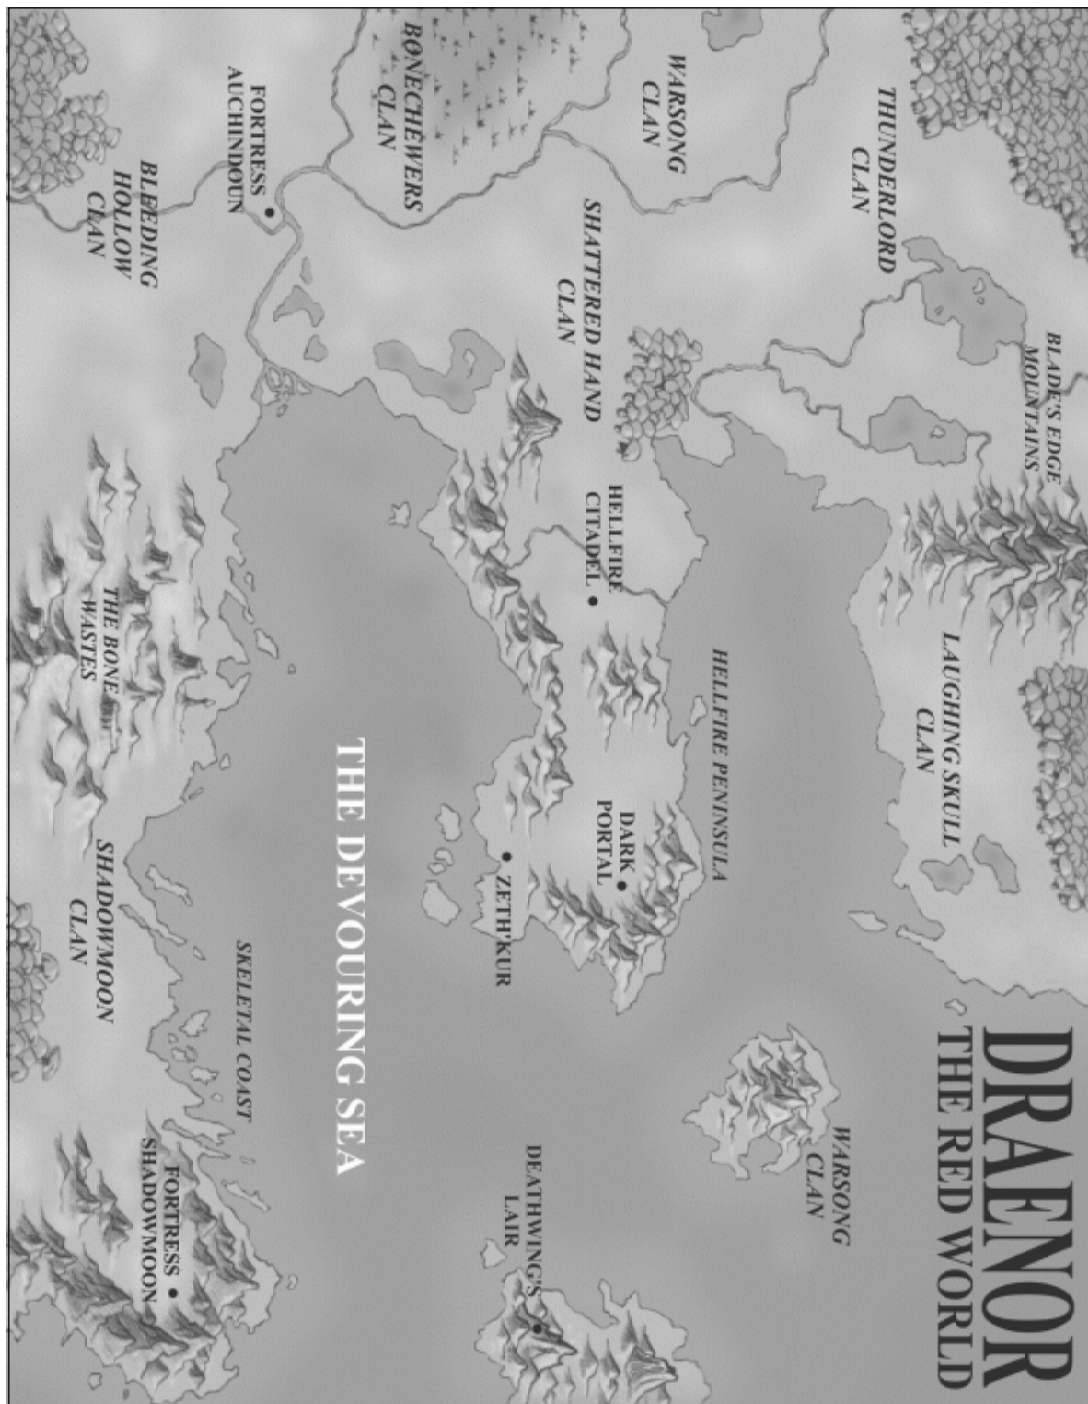 DRAENOR
THE RED WORLD
BLADE'S EDGE
MOUNTAINS
THUNDERLORD
CLAN
LAUGHING SKULL
CLAN
WARSONG
CLAN
WARSONG
CLAN
HELLFIRE PENINSULA
SHATTERED HAND
CLAN
HELLFIRE
CITADEL
DARK
PORTAL
BONECHEWERS
CLAN
ZETH'KUR
DEATHWING'S
LAIR
THE DEVOURING SEA
FORTRESS
AUCHINDOUN
SKELETAL COAST
BLEEDING
HOLLOW
CLAN
THE BONE
WASTES
SHADOWMOON
CLAN
FORTRESS
SHADOWMOON